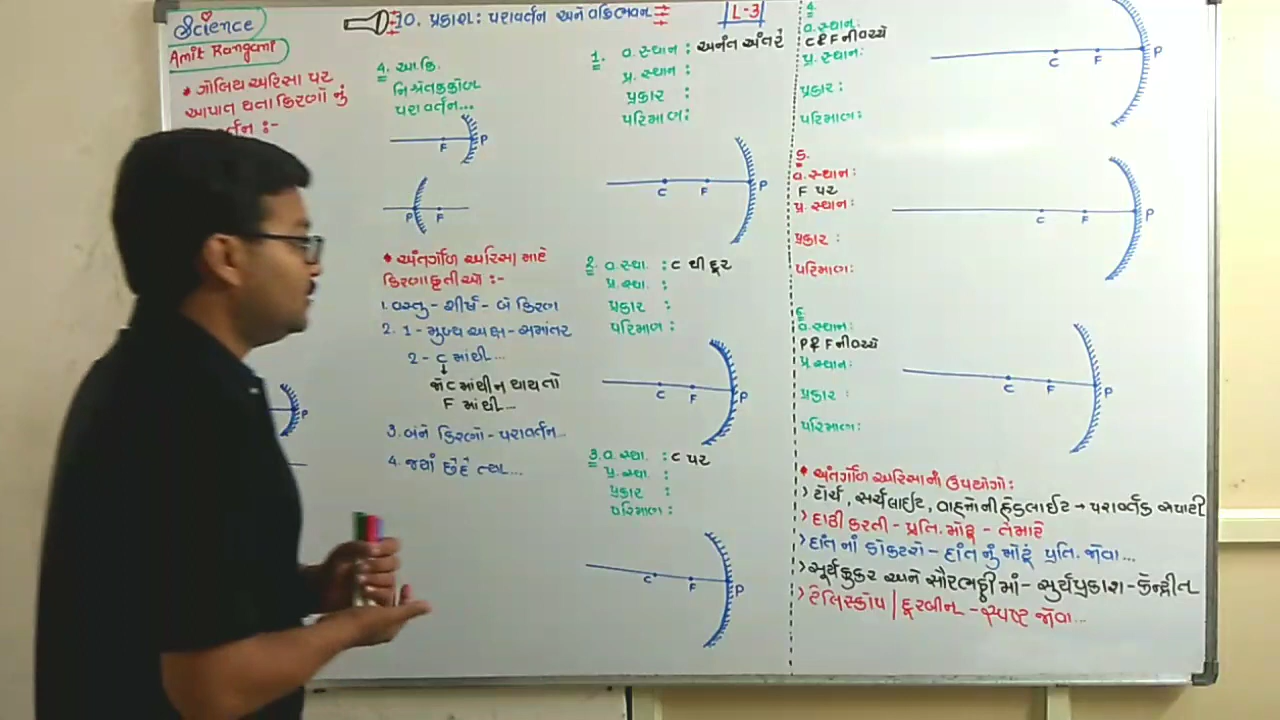 Science
Amit Rangani
10. પ્રકાશ: પરાવર્તન અને વક્રિભવન
L-3
* ગોલિય અરિસા પર
આપાત થતા કિરણો નું
4. આ.કિ.
પરાવર્તન...
F P
P F
P
* અંતર્ગોળ અરિસા માટે
કિરણાકૃતીઓ :-
1. વસ્તુ - શીર્ષ - બે કિરણ
2. 1 - મુખ્ય અક્ષ - સમાંતર
2 - C માંથી...
જો C માંથી ન થાય તો
F માંથી...
3. બંને કિરણો - પરાવર્તન...
4. જ્યાં છેદે ત્યા...
1. વ. સ્થાન : અનંત અંતરે
પ્ર. સ્થાન :
પ્રકાર :
પરિમાણ:
C F P
2. વ. સ્થા. : C થી દૂર
પ્ર. સ્થા. :
પ્રકાર :
પરિમાણ :
C F P
3. વ. સ્થા. : C પર
પ્ર. સ્થા. :
પ્રકાર :
પરિમાણ :
C F P
4.
વ. સ્થાન:
C & F ની વચ્ચે
પ્ર. સ્થાન:
પ્રકાર :
પરિમાણ:
C F P
5.
વ. સ્થાન:
F પર
પ્ર. સ્થાન:
પ્રકાર :
પરિમાણ:
C F P
6.
વ. સ્થાન:
P & F ની વચ્ચે
પ્ર. સ્થાન:
પ્રકાર :
પરિમાણ:
C F P
* અંતર્ગોળ અરિસાના ઉપયોગો:
> ટોર્ચ, સર્ચલાઈટ, વાહનોની હેડલાઈટ → પરાવર્તક સપાટી
> દાઢી કરતી - પ્રતિ. મોટૂ - તેમારે
> દાંત નાં ડોક્ટરો - દાંત નું મોટું પ્રતિ. જોવા...
> સૂર્યકુકર અને સૌરભઠ્ઠી માં - સુર્યપ્રકાશ - કેન્દ્રીત
> ટેલિસ્કોપ / દૂરબીન - સ્પષ્ટ જોવા...